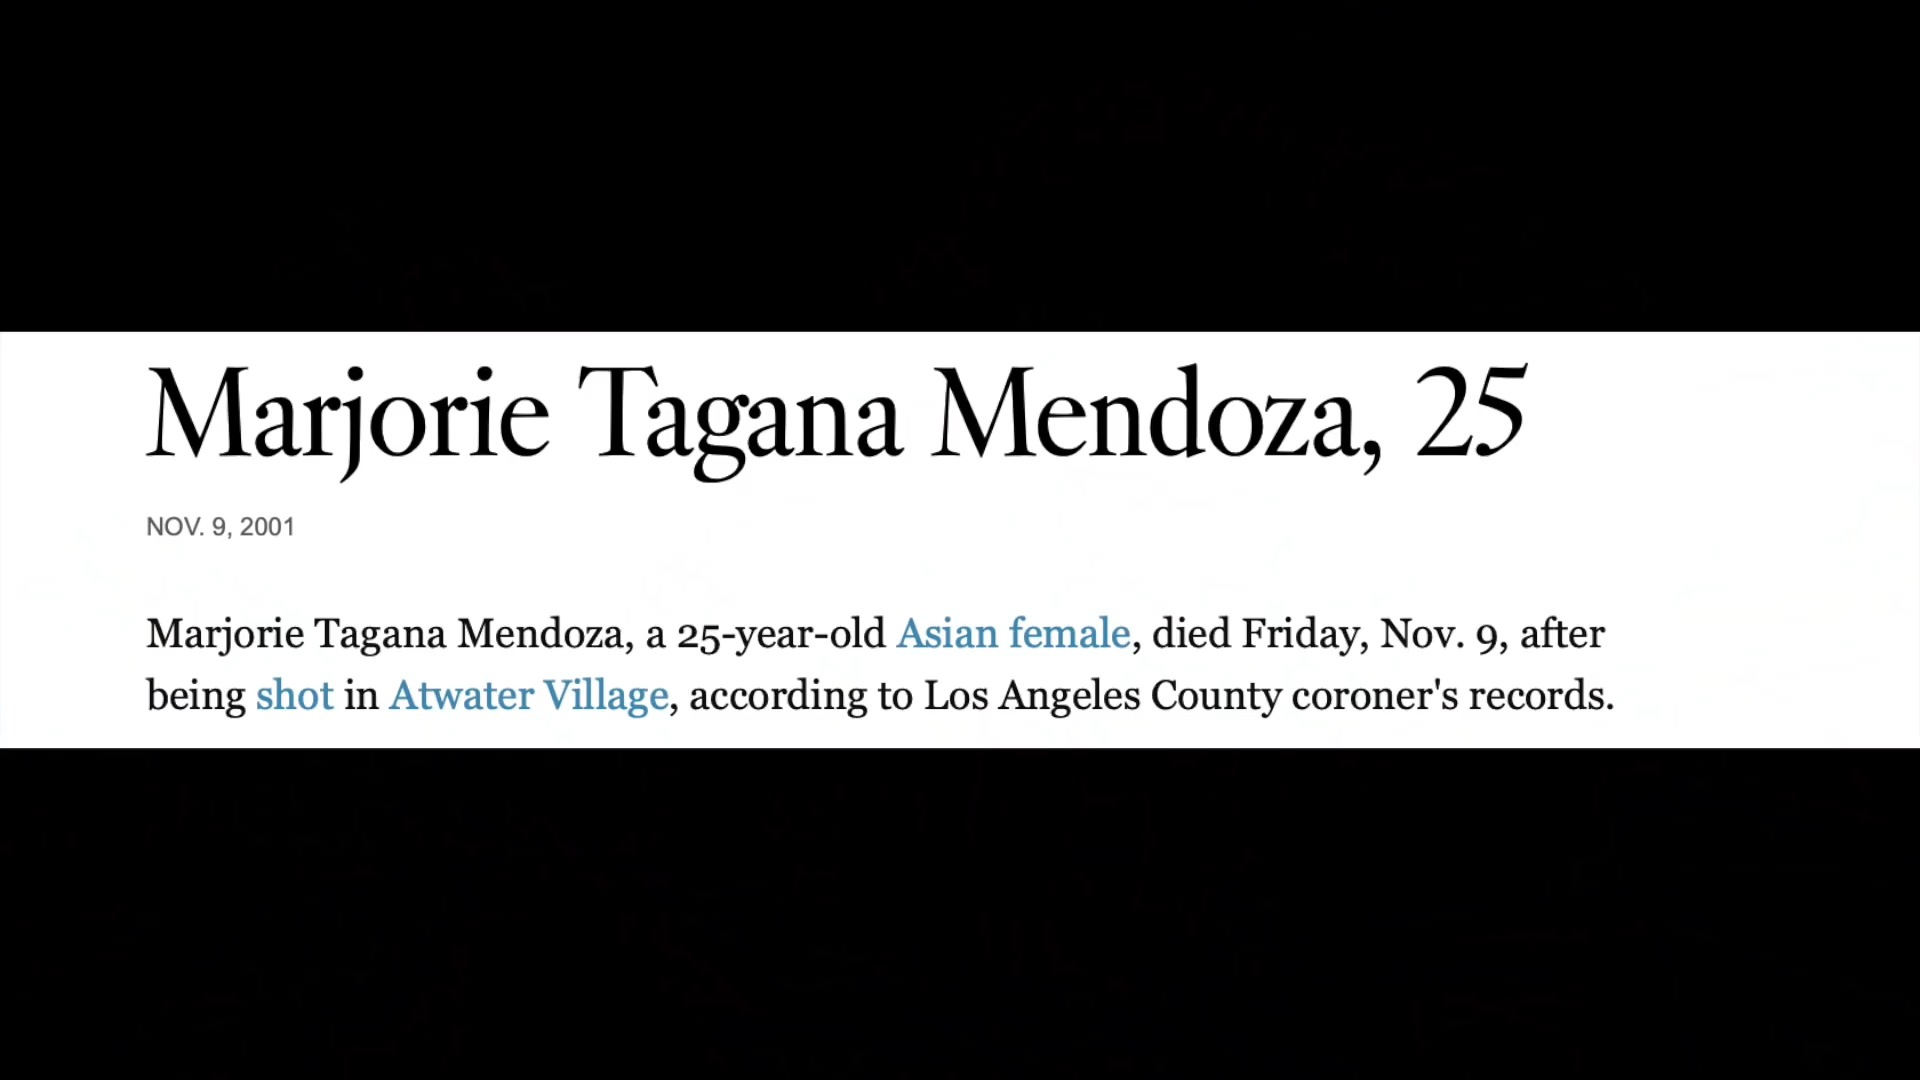 Marjorie Tagana Mendoza, 25
NOV. 9, 2001
Marjorie Tagana Mendoza, a 25-year-old Asian female, died Friday, Nov. 9, after
being shot in Atwater Village, according to Los Angeles County coroner's records.